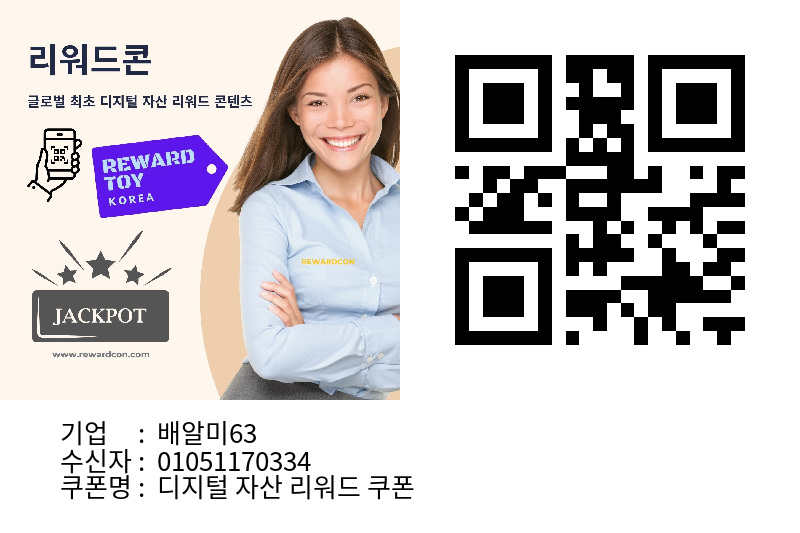 리워드콘
글로벌 최초 디지털 자산 리워드 콘텐츠
REWARD
TOY
KOREA
REWARDCON
JACKPOT
www.rewardcon.com
기업 : 배알미63
수신자 : 01051170334
쿠폰명 : 디지털 자산 리워드 쿠폰